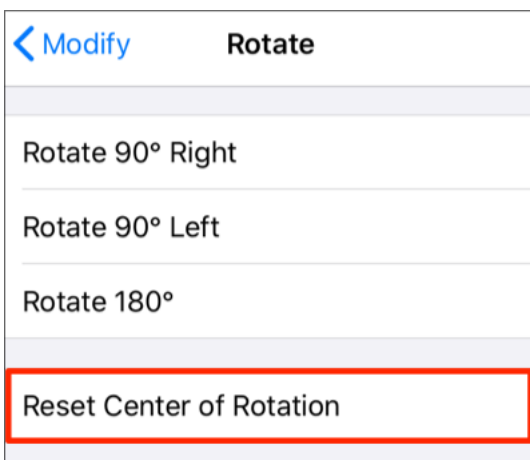 Modify Rotate
Rotate 90° Right
Rotate 90° Left
Rotate 180°
Reset Center of Rotation